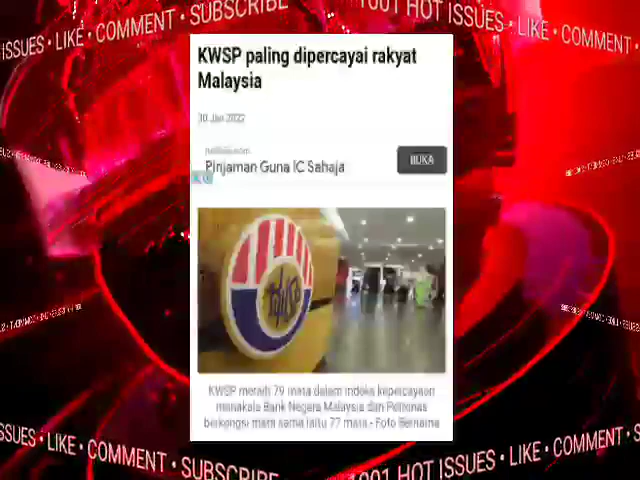 ISSUES • LIKE • COMMENT • SUBSCRIBE
1001 HOT ISSUES • LIKE • COMMENT •
KWSP paling dipercayai rakyat
Malaysia
30 Jan 2022
Pinjaman Guna IC Sahaja
BUKA
KWSP
KWSP meraih 79 mata dalam indeks kepercayaan
manakala Bank Negara Malaysia dan Petronas
berkongsi mata sama iaitu 77 mata - Foto Bernama
SSUES • LIKE • COMMENT • SUBSCRIBE
1001 HOT ISSUES • LIKE • COMMENT • S